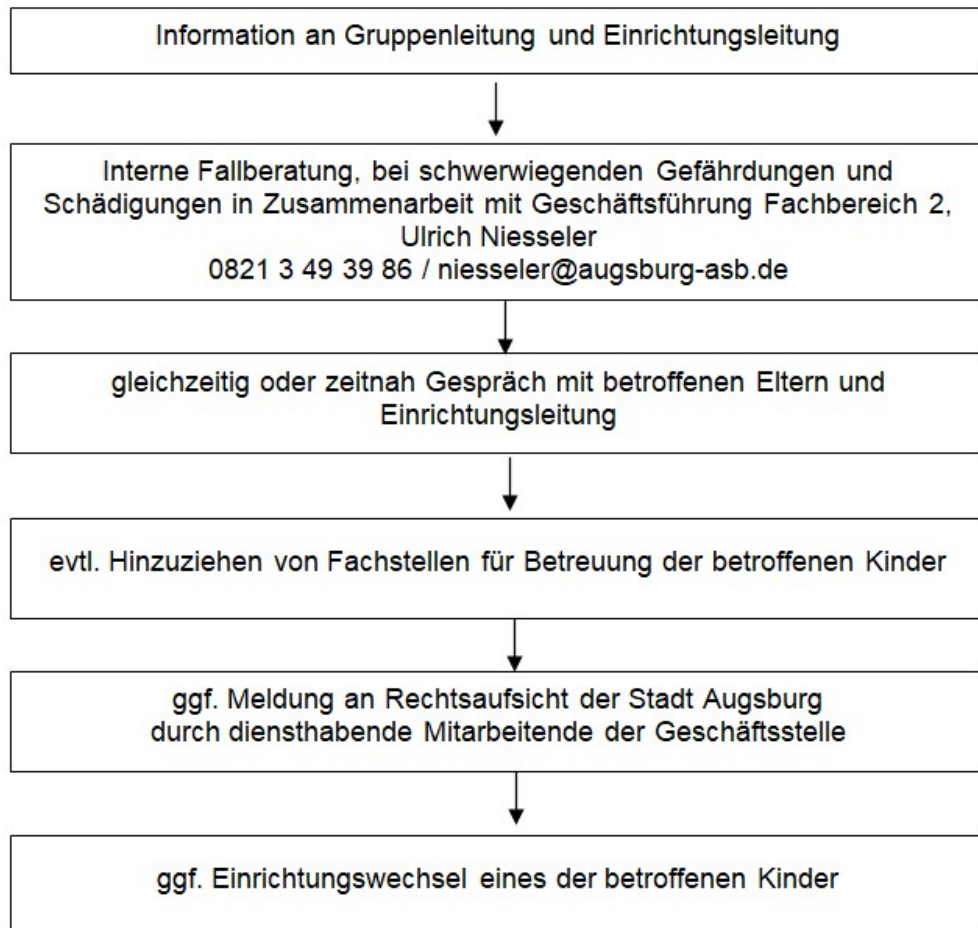 Information an Gruppenleitung und Einrichtungsleitung
Interne Fallberatung, bei schwerwiegenden Gefährdungen und
Schädigungen in Zusammenarbeit mit Geschäftsführung Fachbereich 2,
Ulrich Niesseler
0821 3 49 39 86 / niesseler@augsburg-asb.de
gleichzeitig oder zeitnah Gespräch mit betroffenen Eltern und
Einrichtungsleitung
evtl. Hinzuziehen von Fachstellen für Betreuung der betroffenen Kinder
ggf. Meldung an Rechtsaufsicht der Stadt Augsburg
durch diensthabende Mitarbeitende der Geschäftsstelle
ggf. Einrichtungswechsel eines der betroffenen Kinder